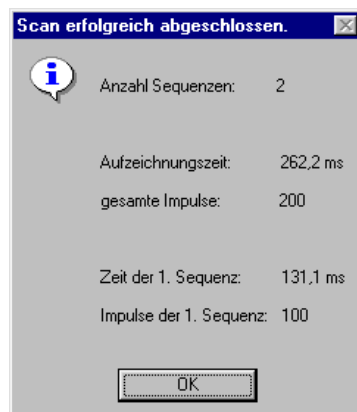 Scan erfolgreich abgeschlossen.
Anzahl Sequenzen: 2
Aufzeichnungszeit: 262,2 ms
gesamte Impulse: 200
Zeit der 1. Sequenz: 131,1 ms
Impulse der 1. Sequenz: 100
OK